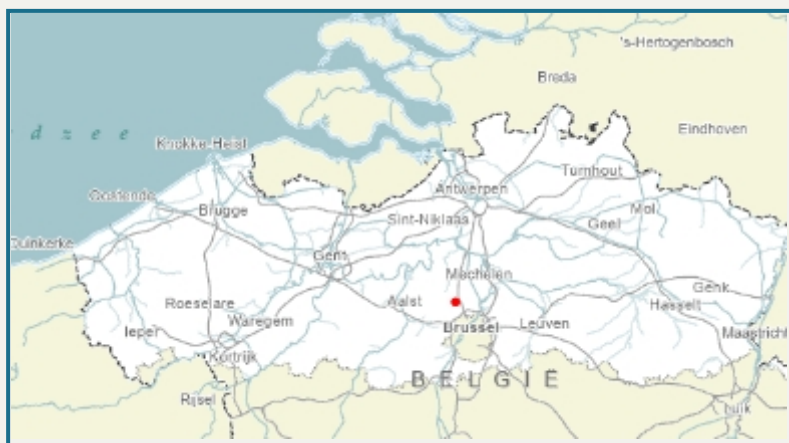 's-Hertogenbosch
Breda
Eindhoven
d z e e
Knokke-Heist
Turnhout
Antwerpen
Oostende
Brugge
Sint-Niklaas
Geel
Mol
Duinkerke
Gent
Mechelen
Genk
Roeselare
Aalst
Hasselt
Ieper
Waregem
Brussel
Leuven
Maastricht
Kortrijk
BELGIË
Rijsel
Luik